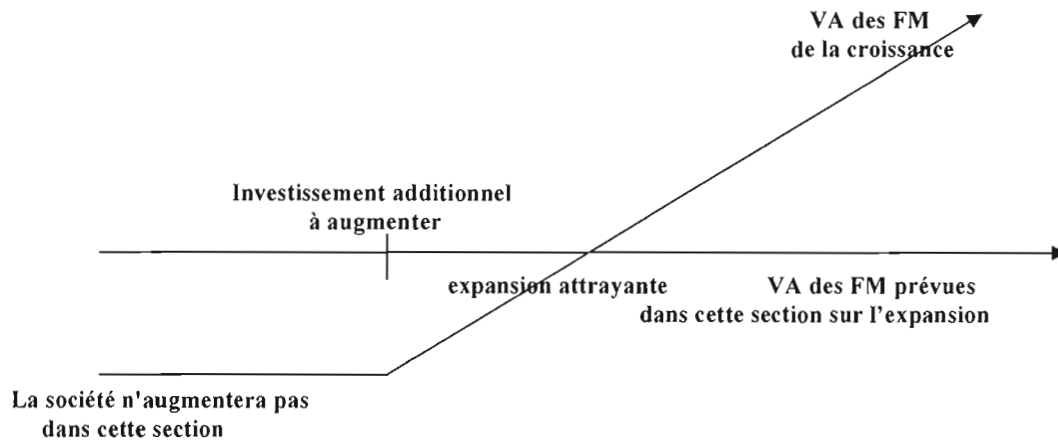 VA des FM
de la croissance
Investissement additionnel
à augmenter
expansion attrayante
VA des FM prévues
dans cette section sur l'expansion
La société n'augmentera pas
dans cette section